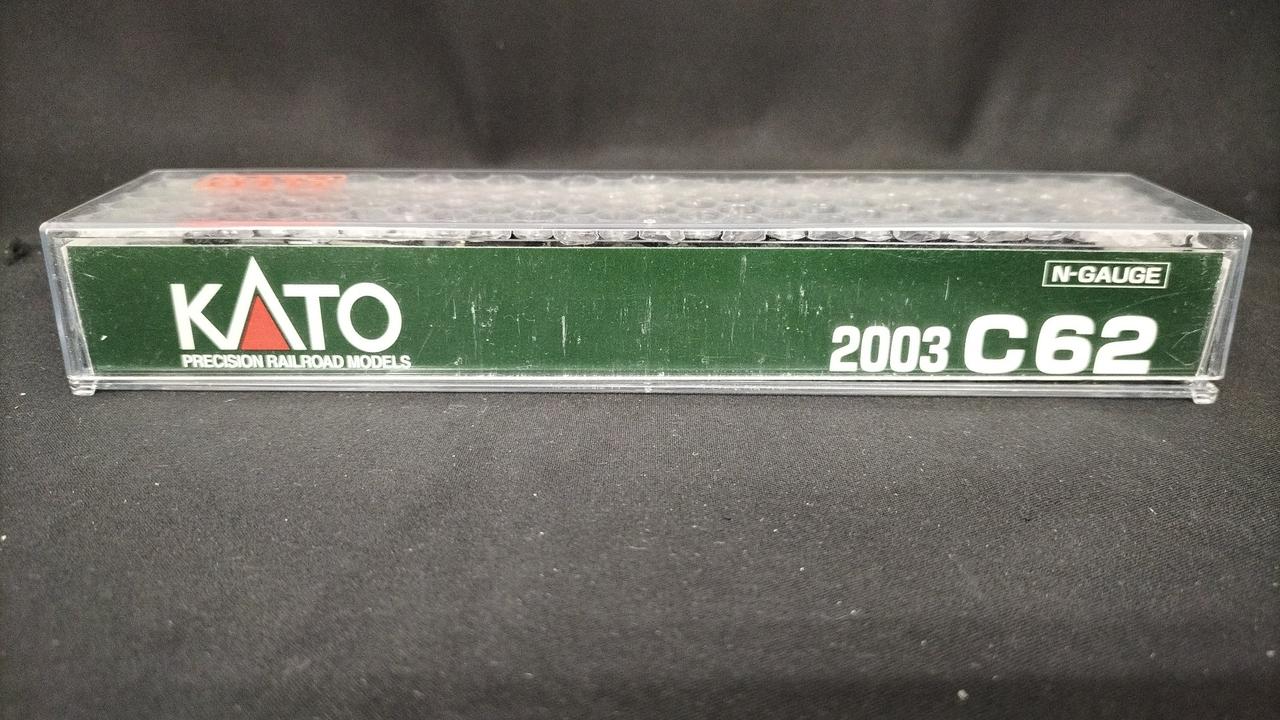 KATO
PRECISION RAILROAD MODELS
N-GAUGE
2003 C62